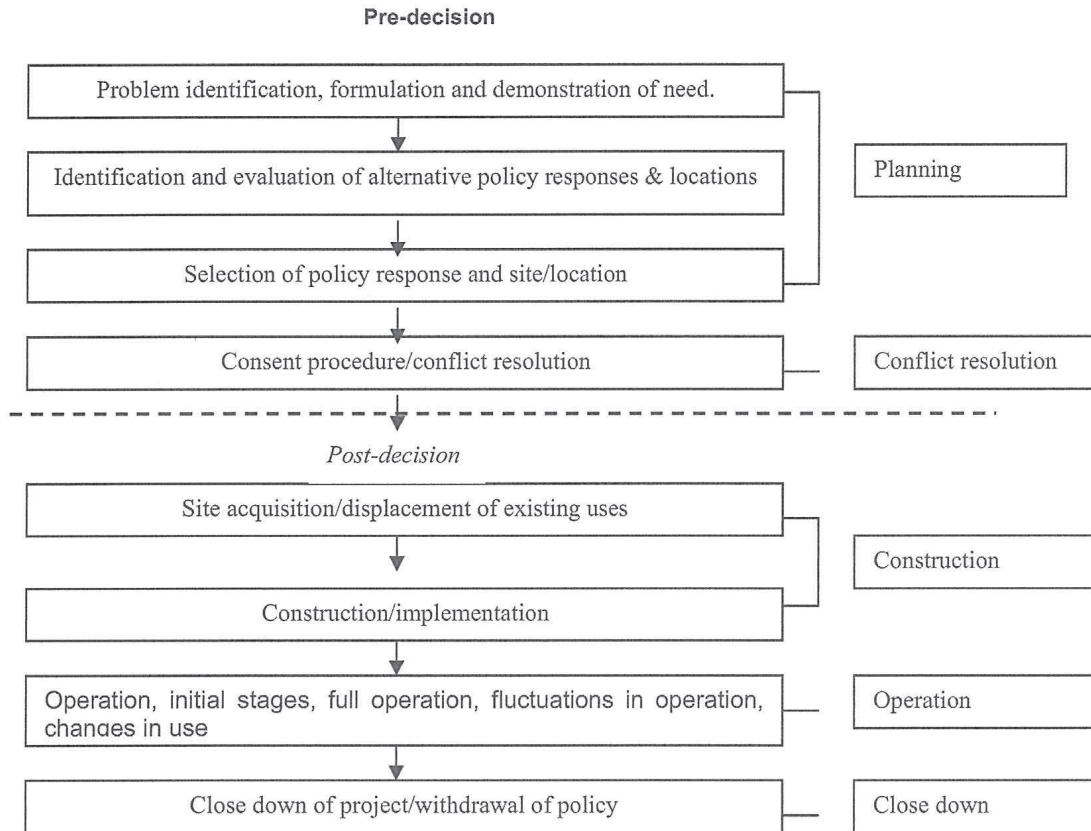 Pre-decision
Problem identification, formulation and demonstration of need.
Identification and evaluation of alternative policy responses & locations
Planning
Selection of policy response and site/location
Consent procedure/conflict resolution
Conflict resolution
Post-decision
Site acquisition/displacement of existing uses
Construction
Construction/implementation
Operation, initial stages, full operation, fluctuations in operation,
changes in use
Operation
Close down of project/withdrawal of policy
Close down